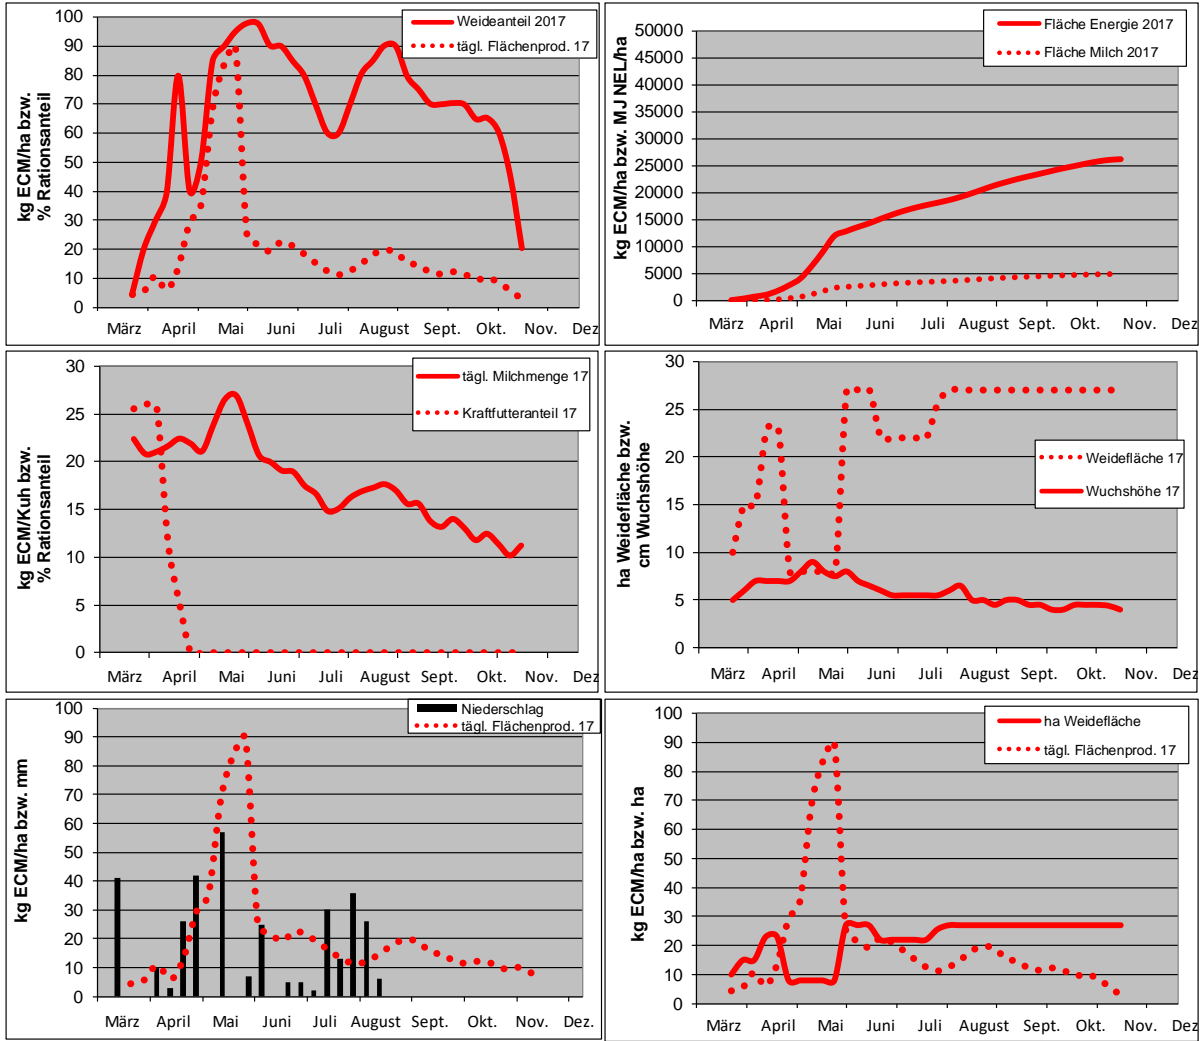 Weideanteil 2017
tägl. Flächenprod. 17
kg ECM/ha bzw.
% Rationsanteil
100
90
80
70
60
50
40
30
20
10
0
März April Mai Juni Juli August Sept. Okt. Nov. Dez
Fläche Energie 2017
Fläche Milch 2017
kg ECM/ha bzw. MJ NEL/ha
50000
45000
40000
35000
30000
25000
20000
15000
10000
5000
0
März April Mai Juni Juli August Sept. Okt. Nov. Dez
tägl. Milchmenge 17
Kraftfutteranteil 17
kg ECM/Kuh bzw.
% Rationsanteil
30
25
20
15
10
5
0
März April Mai Juni Juli August Sept. Okt. Nov. Dez
Weidefläche 17
Wuchshöhe 17
ha Weidefläche bzw.
cm Wuchshöhe
30
25
20
15
10
5
0
März April Mai Juni Juli August Sept. Okt. Nov. Dez
Niederschlag
tägl. Flächenprod. 17
kg ECM/ha bzw. mm
100
90
80
70
60
50
40
30
20
10
0
März April Mai Juni Juli August Sept. Okt. Nov. Dez.
ha Weidefläche
tägl. Flächenprod. 17
kg ECM/ha bzw. ha
100
90
80
70
60
50
40
30
20
10
0
März April Mai Juni Juli August Sept. Okt. Nov. Dez